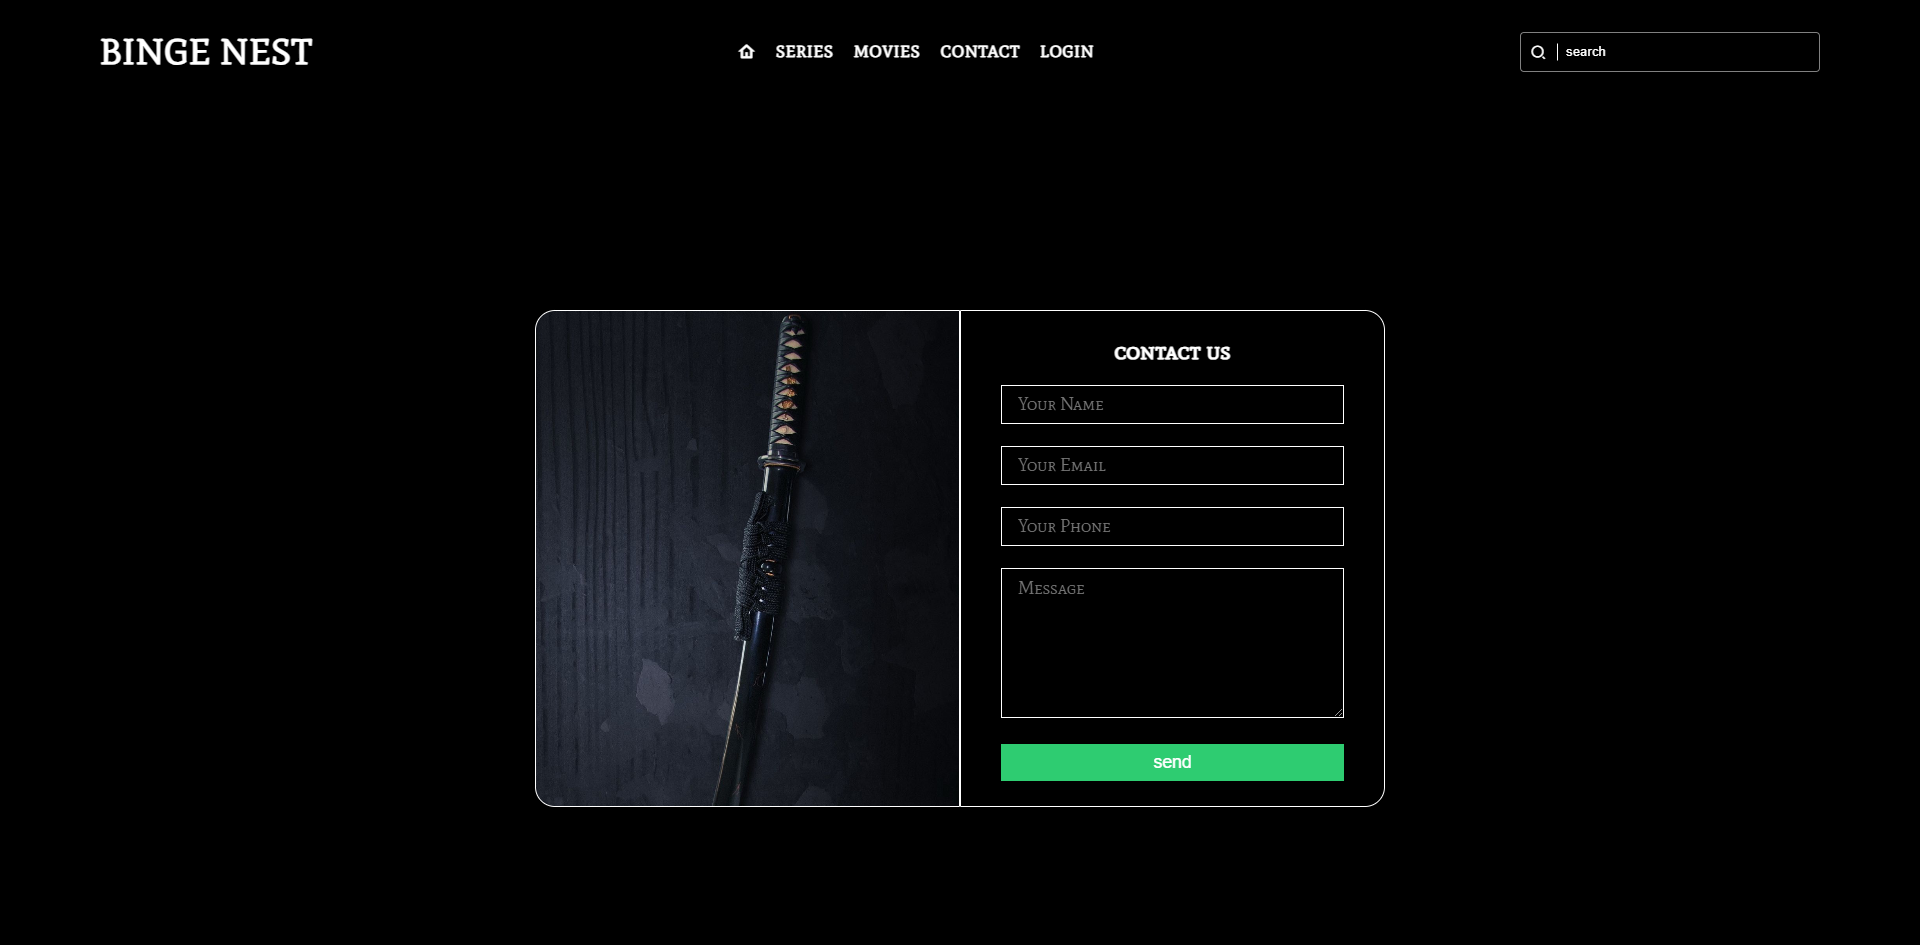 BINGE NEST
SERIES MOVIES CONTACT LOGIN
search
CONTACT US
Your Name
Your Email
Your Phone
Message
send